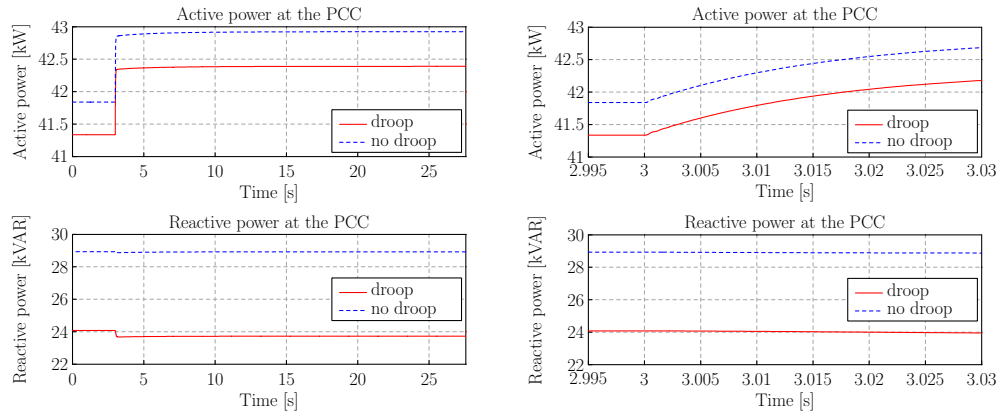 Active power at the PCC
Active power [kW]
43
42.5
42
41.5
41
droop
no droop
0 5 10 15 20 25
Time [s]
Active power at the PCC
Active power [kW]
43
42.5
42
41.5
41
droop
no droop
2.995 3 3.005 3.01 3.015 3.02 3.025 3.03
Time [s]
Reactive power at the PCC
Reactive power [kVAR]
30
28
26
24
22
droop
no droop
0 5 10 15 20 25
Time [s]
Reactive power at the PCC
Reactive power [kVAR]
30
28
26
24
22
droop
no droop
2.995 3 3.005 3.01 3.015 3.02 3.025 3.03
Time [s]